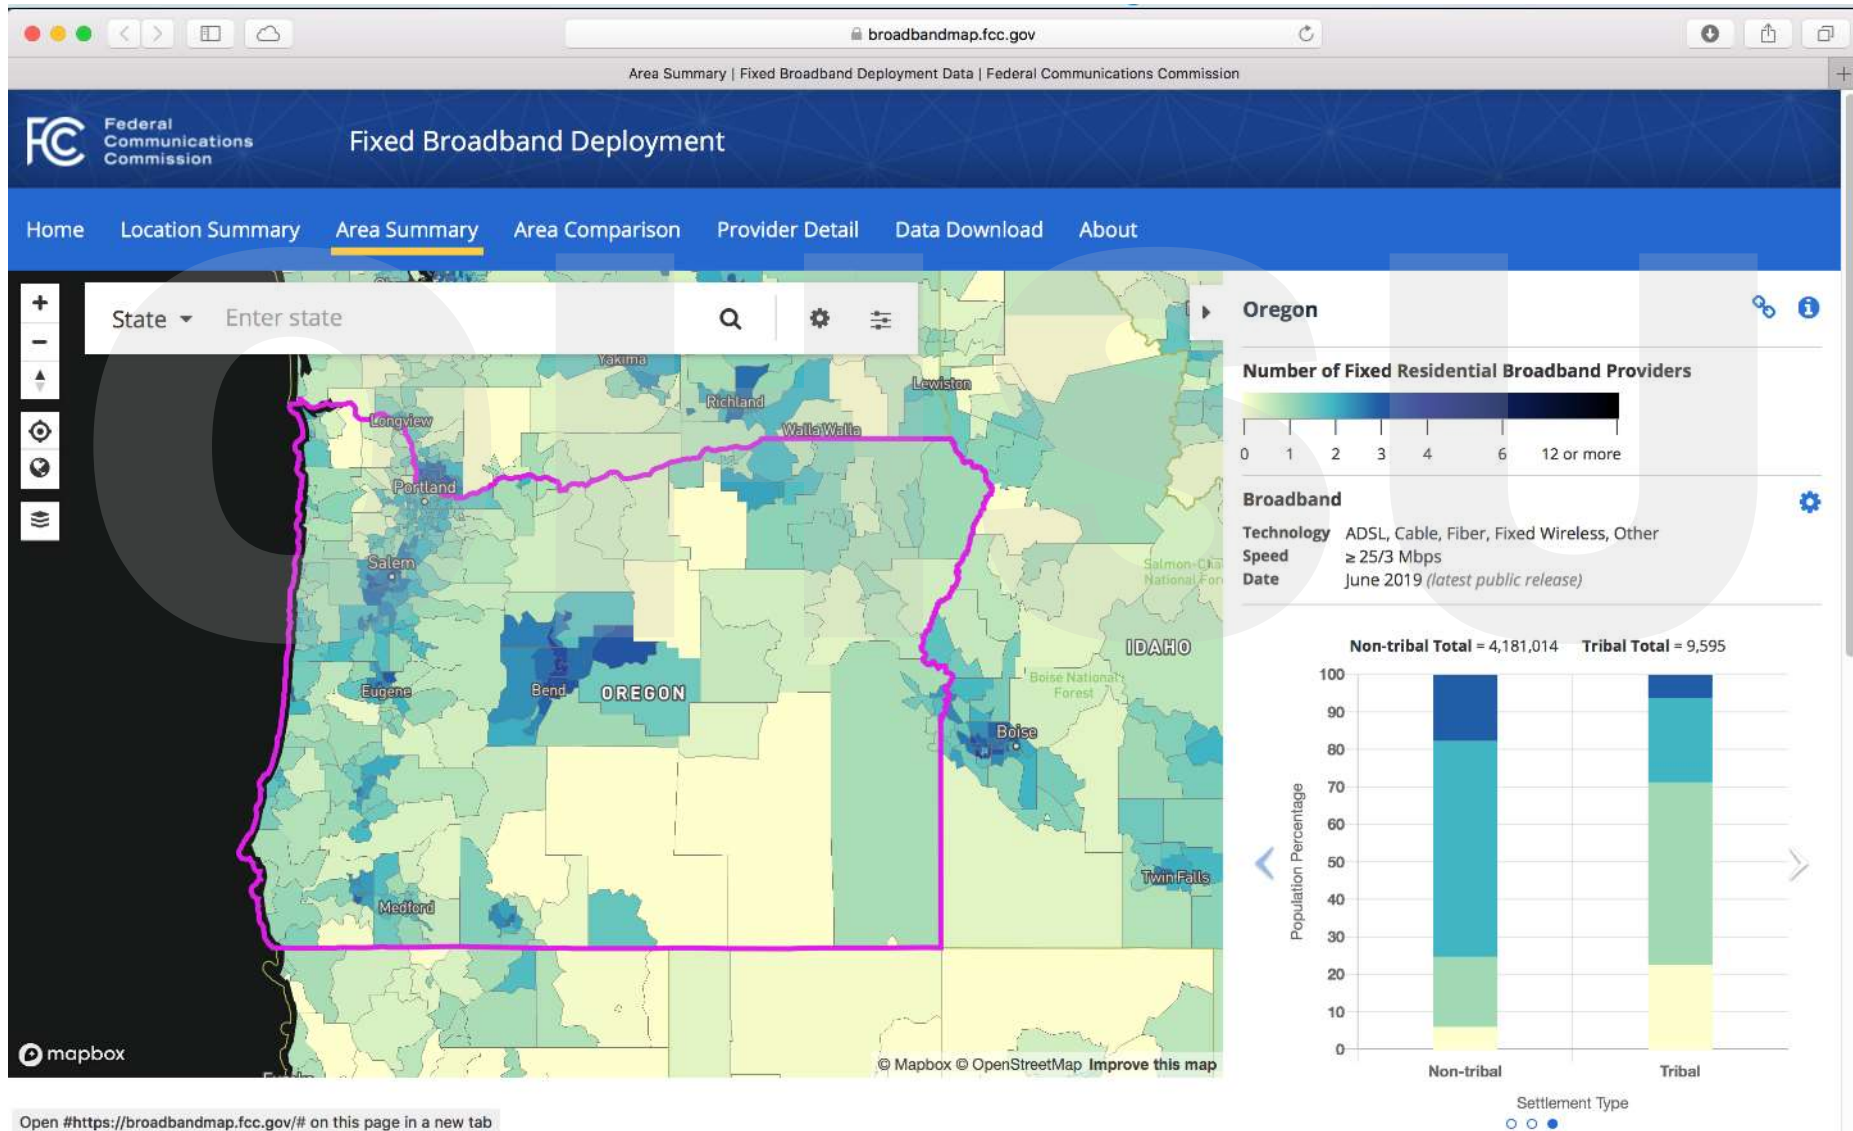 broadbandmap.fcc.gov
Area Summary | Fixed Broadband Deployment Data | Federal Communications Commission
FCC
Federal
Communications
Commission
Fixed Broadband Deployment
Home Location Summary Area Summary Area Comparison Provider Detail Data Download About
OHSU
State Enter state
Yakima
Lewiston
Richland
Longview
Walla Walla
Portland
Salem
Salmon-Cha
National For
IDAHO
Boise National
Forest
Eugene
Bend
OREGON
Boise
Twin Falls
Medford
mapbox
© Mapbox © OpenStreetMap Improve this map
Oregon
Number of Fixed Residential Broadband Providers
0 1 2 3 4 6 12 or more
Broadband
Technology ADSL, Cable, Fiber, Fixed Wireless, Other
Speed ≥ 25/3 Mbps
Date June 2019 (latest public release)
Non-tribal Total = 4,181,014 Tribal Total = 9,595
Population Percentage
100
90
80
70
60
50
40
30
20
10
0
Non-tribal Tribal
Settlement Type
Open #https://broadbandmap.fcc.gov/# on this page in a new tab